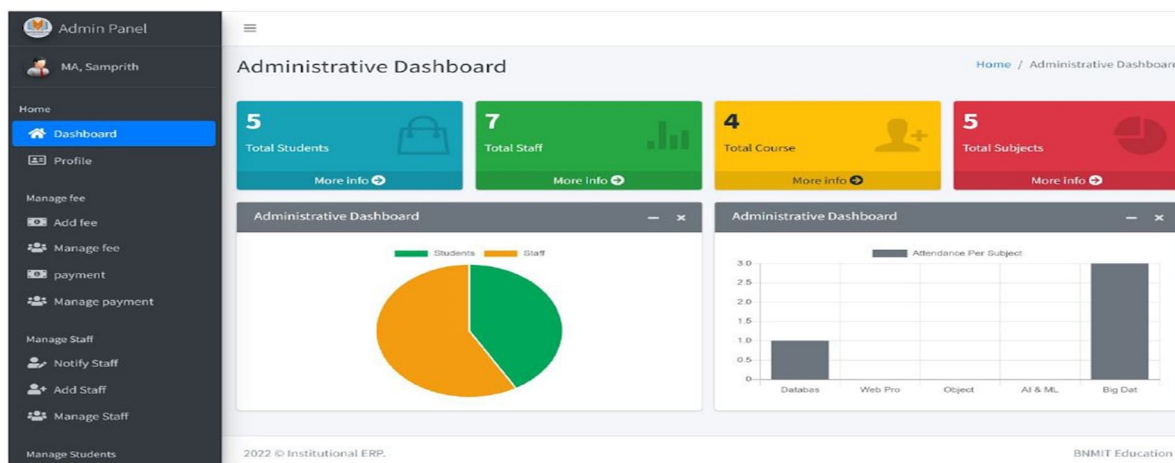 Admin Panel
MA, Samprith
Home
Dashboard
Profile
Manage fee
Add fee
Manage fee
payment
Manage payment
Manage Staff
Notify Staff
Add Staff
Manage Staff
Manage Students
Administrative Dashboard
Home / Administrative Dashboard
5
Total Students
More info
7
Total Staff
More info
4
Total Course
More info
5
Total Subjects
More info
Administrative Dashboard
Students Staff
Administrative Dashboard
Attendance Per Subject
3.0
2.5
2.0
1.5
1.0
0.5
0
Databas Web Pro Object AI & ML Big Dat
2022 © Institutional ERP.
BNMIT Education